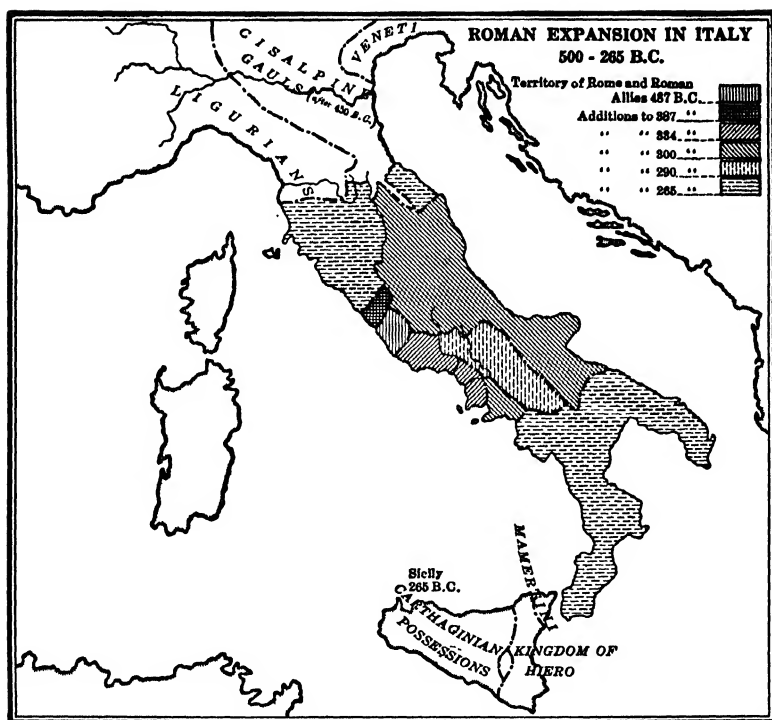 ROMAN EXPANSION IN ITALY
500 - 265 B.C.
Territory of Rome and Roman
Allies 437 B.C.
Additions to 387 "
" " 334 "
" " 300 "
" " 290 "
" " 265 "
VENETI
CISALPINE
GAULS (after 450 B.C.)
LIGURIANS
Sicily
265 B.C.
MAMERTINI
CARTHAGINIAN
POSSESSIONS
KINGDOM OF
HIERO